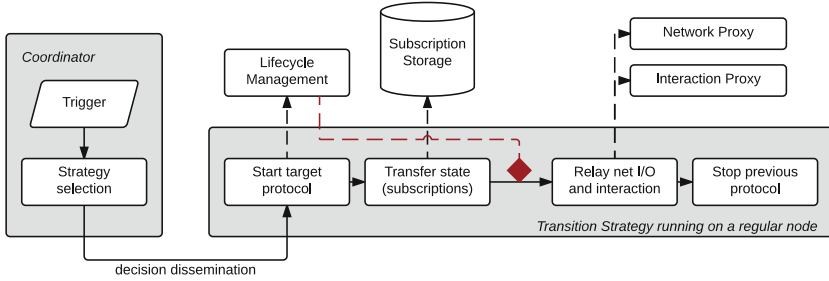 Coordinator
Trigger
Strategy
selection
decision dissemination
Lifecycle
Management
Subscription
Storage
Network Proxy
Interaction Proxy
Start target
protocol
Transfer state
(subscriptions)
Relay net I/O
and interaction
Stop previous
protocol
Transition Strategy running on a regular node